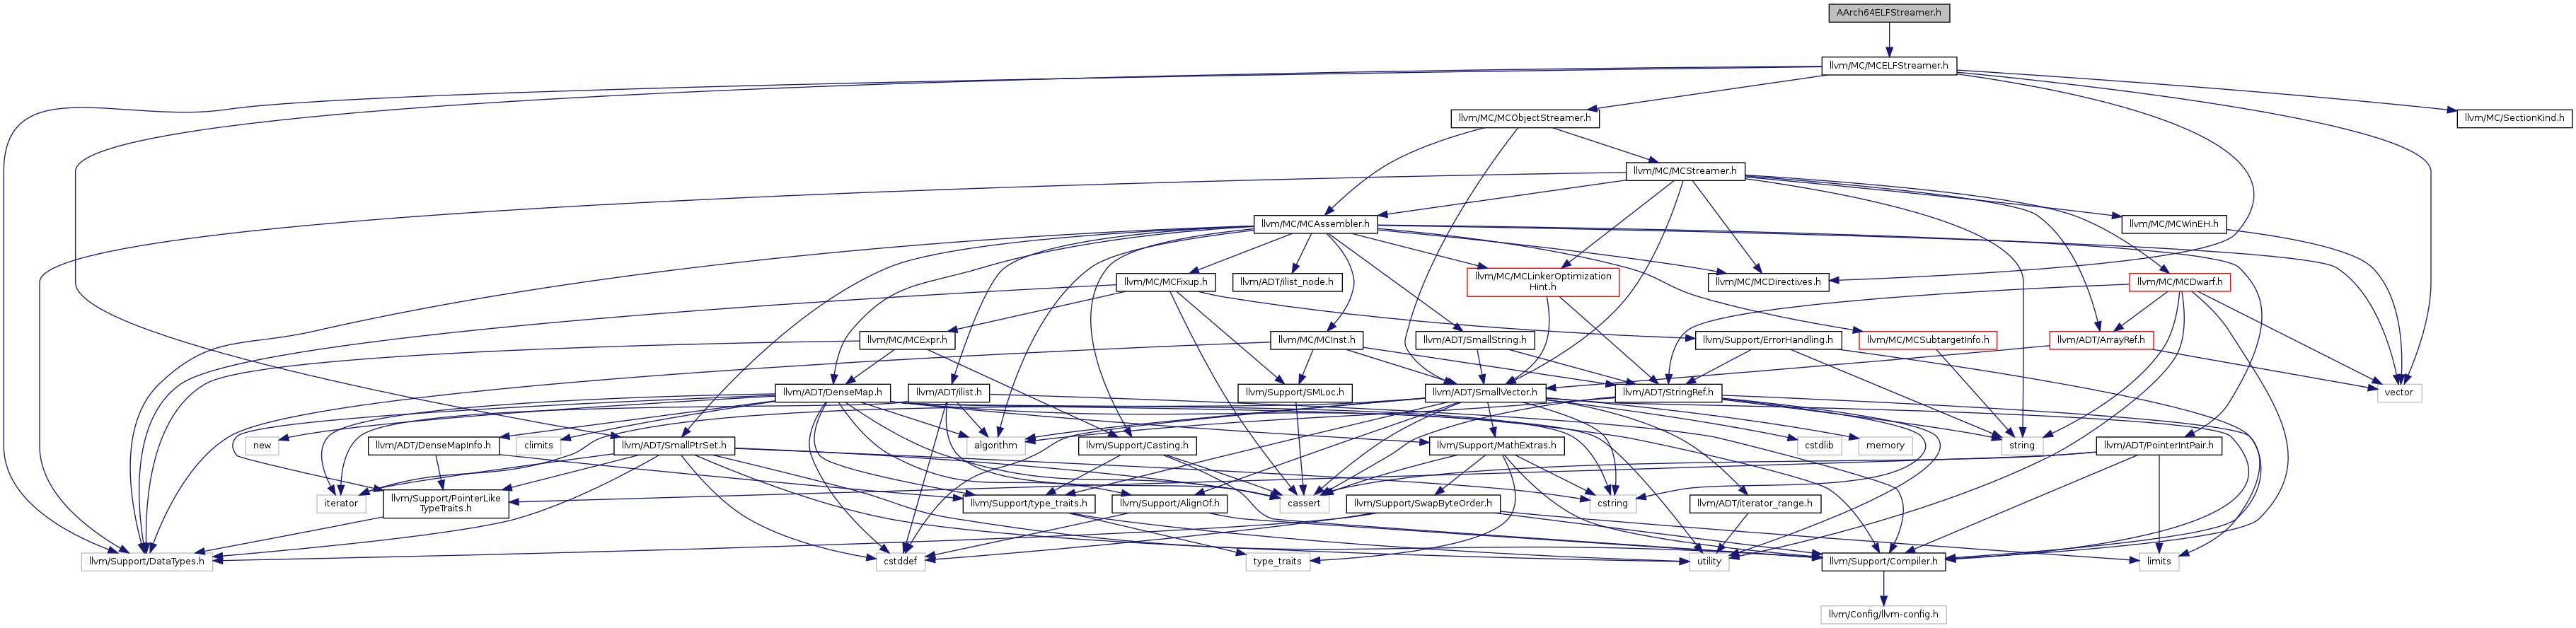 AArch64ELFStreamer.h
llvm/MC/MCELFStreamer.h
llvm/MC/MCObjectStreamer.h
llvm/MC/SectionKind.h
llvm/MC/MCStreamer.h
llvm/MC/MCAssembler.h
llvm/MC/MCWinEH.h
llvm/MC/MCFixup.h
llvm/ADT/ilist_node.h
llvm/MC/MCLinkerOptimization
Hint.h
llvm/MC/MCDirectives.h
llvm/MC/MCDwarf.h
llvm/MC/MCExpr.h
llvm/MC/MCInst.h
llvm/ADT/SmallString.h
llvm/Support/ErrorHandling.h
llvm/MC/MCSubtargetInfo.h
llvm/ADT/ArrayRef.h
llvm/ADT/DenseMap.h
llvm/ADT/ilist.h
llvm/Support/SMLoc.h
llvm/ADT/SmallVector.h
llvm/ADT/StringRef.h
vector
new
llvm/ADT/DenseMapInfo.h
climits
llvm/ADT/SmallPtrSet.h
algorithm
llvm/Support/Casting.h
llvm/Support/MathExtras.h
cstdlib
memory
string
llvm/ADT/PointerIntPair.h
iterator
llvm/Support/PointerLike
TypeTraits.h
llvm/Support/type_traits.h
llvm/Support/AlignOf.h
cassert
llvm/Support/SwapByteOrder.h
cstring
llvm/ADT/iterator_range.h
llvm/Support/DataTypes.h
cstddef
type_traits
utility
llvm/Support/Compiler.h
limits
llvm/Config/llvm-config.h